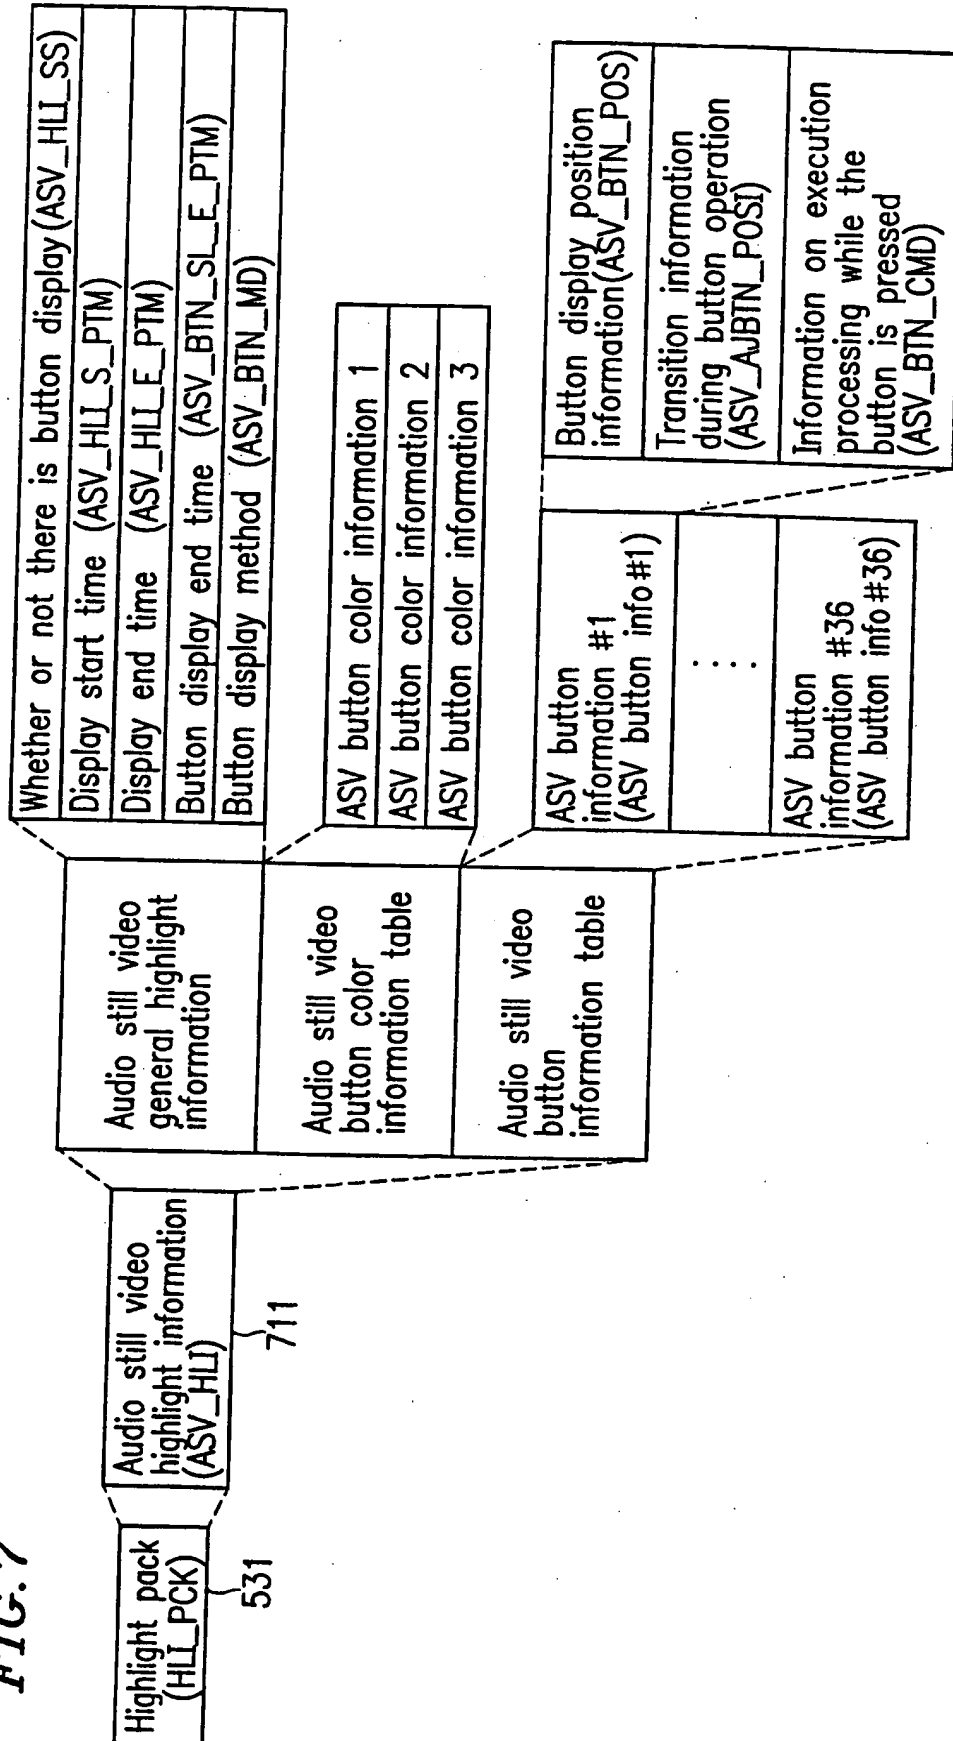 FIG. 7
Highlight pack
(HLI_PCK)
531
Audio still video
highlight information
(ASV_HLI)
711
Audio still video
general highlight
information
Audio still video
button color
information table
Audio still video
button
information table
Whether or not there is button display(ASV_HLI_SS)
Display start time (ASV_HLI_S_PTM)
Display end time (ASV_HLI_E_PTM)
Button display end time (ASV_BTN_SL_E_PTM)
Button display method (ASV_BTN_MD)
ASV button color information 1
ASV button color information 2
ASV button color information 3
ASV button
information #1
(ASV button info#1)
....
ASV button
information #36
(ASV button info#36)
Button display position
information(ASV_BTN_POS)
Transition information
during button operation
(ASV_AJBTN_POSI)
Information on execution
processing while the
button is pressed
(ASV_BTN_CMD)